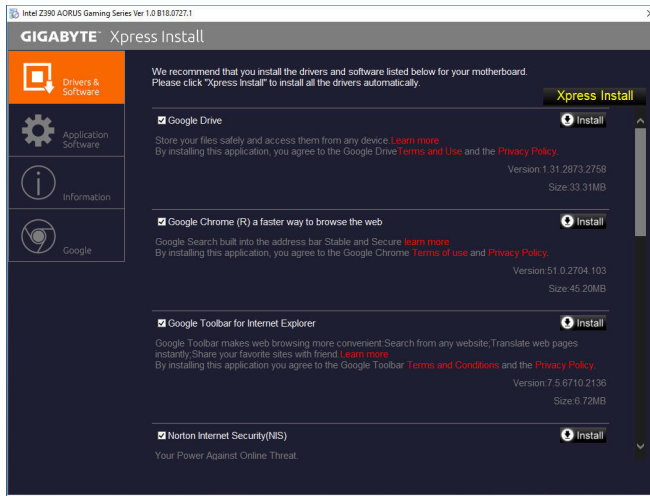 Intel Z390 AORUS Gaming Series Ver 1.0 B18.0727.1
GIGABYTE™ Xpress Install
Drivers &
Software
Application
Software
Information
Google
We recommend that you install the drivers and software listed below for your motherboard.
Please click "Xpress Install" to install all the drivers automatically.
Xpress Install
Google Drive
Install
Store your files safely and access them from any device.Learn more
By installing this application, you agree to the Google DriveTerms and Use and the Privacy Policy.
Version:1.31.2873.2758
Size:33.31MB
Google Chrome (R) a faster way to browse the web
Install
Google Search built into the address bar Stable and Secure learn more
By installing this application, you agree to the Google Chrome Terms of use and Privacy Policy.
Version:51.0.2704.103
Size:45.20MB
Google Toolbar for Internet Explorer
Install
Google Toolbar makes web browsing more convenient.Search from any website;Translate web pages
instantly;Share your favorite sites with friend.Learn more
By installing this application you agree to the Google Toolbar Terms and Conditions and the Privacy Policy.
Version:7.5.6710.2136
Size:6.72MB
Norton Internet Security(NIS)
Install
Your Power Against Online Threat.